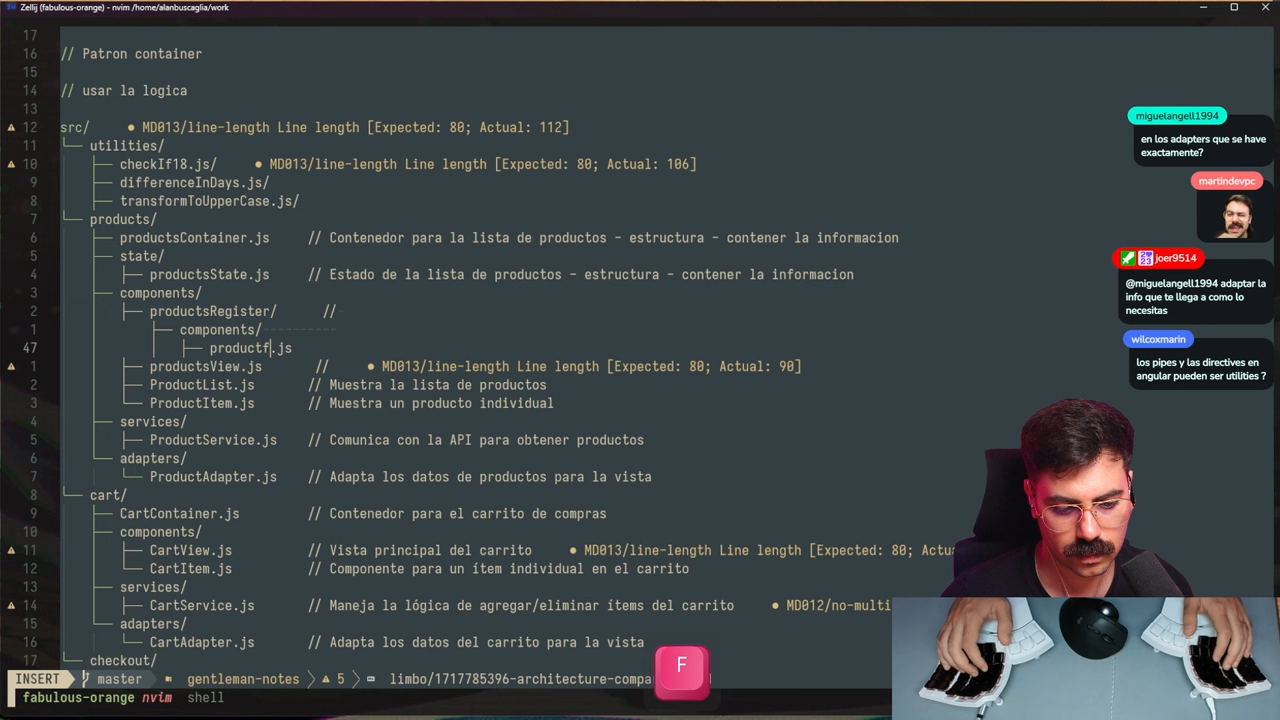 Zellij (fabulous-orange) - nvim /home/alanbuscaglia/work
17
16 // Patron container
15
14 // usar la logica
13
12 src/ ● MD013/line-length Line length [Expected: 80; Actual: 112]
11 └── utilities/
10 ├── checkIf18.js/ ● MD013/line-length Line length [Expected: 80; Actual: 106]
9 ├── differenceInDays.js/
8 ├── transformToUpperCase.js/
7 └── products/
6 ├── productsContainer.js // Contenedor para la lista de productos - estructura - contener la informacion
5 ├── state/
4 │ ├── productsState.js // Estado de la lista de productos - estructura - contener la informacion
3 ├── components/
2 │ ├── productsRegister/ //-
1 │ │ ├── components/----------
47 │ │ │ ├── productf.js
1 │ ├── productsView.js // ● MD013/line-length Line length [Expected: 80; Actual: 90]
2 │ ├── ProductList.js // Muestra la lista de productos
3 │ ├── ProductItem.js // Muestra un producto individual
4 ├── services/
5 │ ├── ProductService.js // Comunica con la API para obtener productos
6 ├── adapters/
7 │ └── ProductAdapter.js // Adapta los datos de productos para la vista
8 └── cart/
9 ├── CartContainer.js // Contenedor para el carrito de compras
10 ├── components/
11 │ ├── CartView.js // Vista principal del carrito ● MD013/line-length Line length [Expected: 80; Actu
12 │ └── CartItem.js // Componente para un ítem individual en el carrito
13 ├── services/
14 │ ├── CartService.js // Maneja la lógica de agregar/eliminar ítems del carrito ● MD012/no-multi
15 ├── adapters/
16 │ └── CartAdapter.js // Adapta los datos del carrito para la vista
17 └── checkout/
INSERT master gentleman-notes 5 limbo/1717785396-architecture-compa
fabulous-orange nvim shell
F
miguelangell1994
en los adapters que se have
exactamente?
martindevpc
joer9514
@miguelangell1994 adaptar la
info que te llega a como lo
necesitas
wilcoxmarin
los pipes y las directives en
angular pueden ser utilities ?